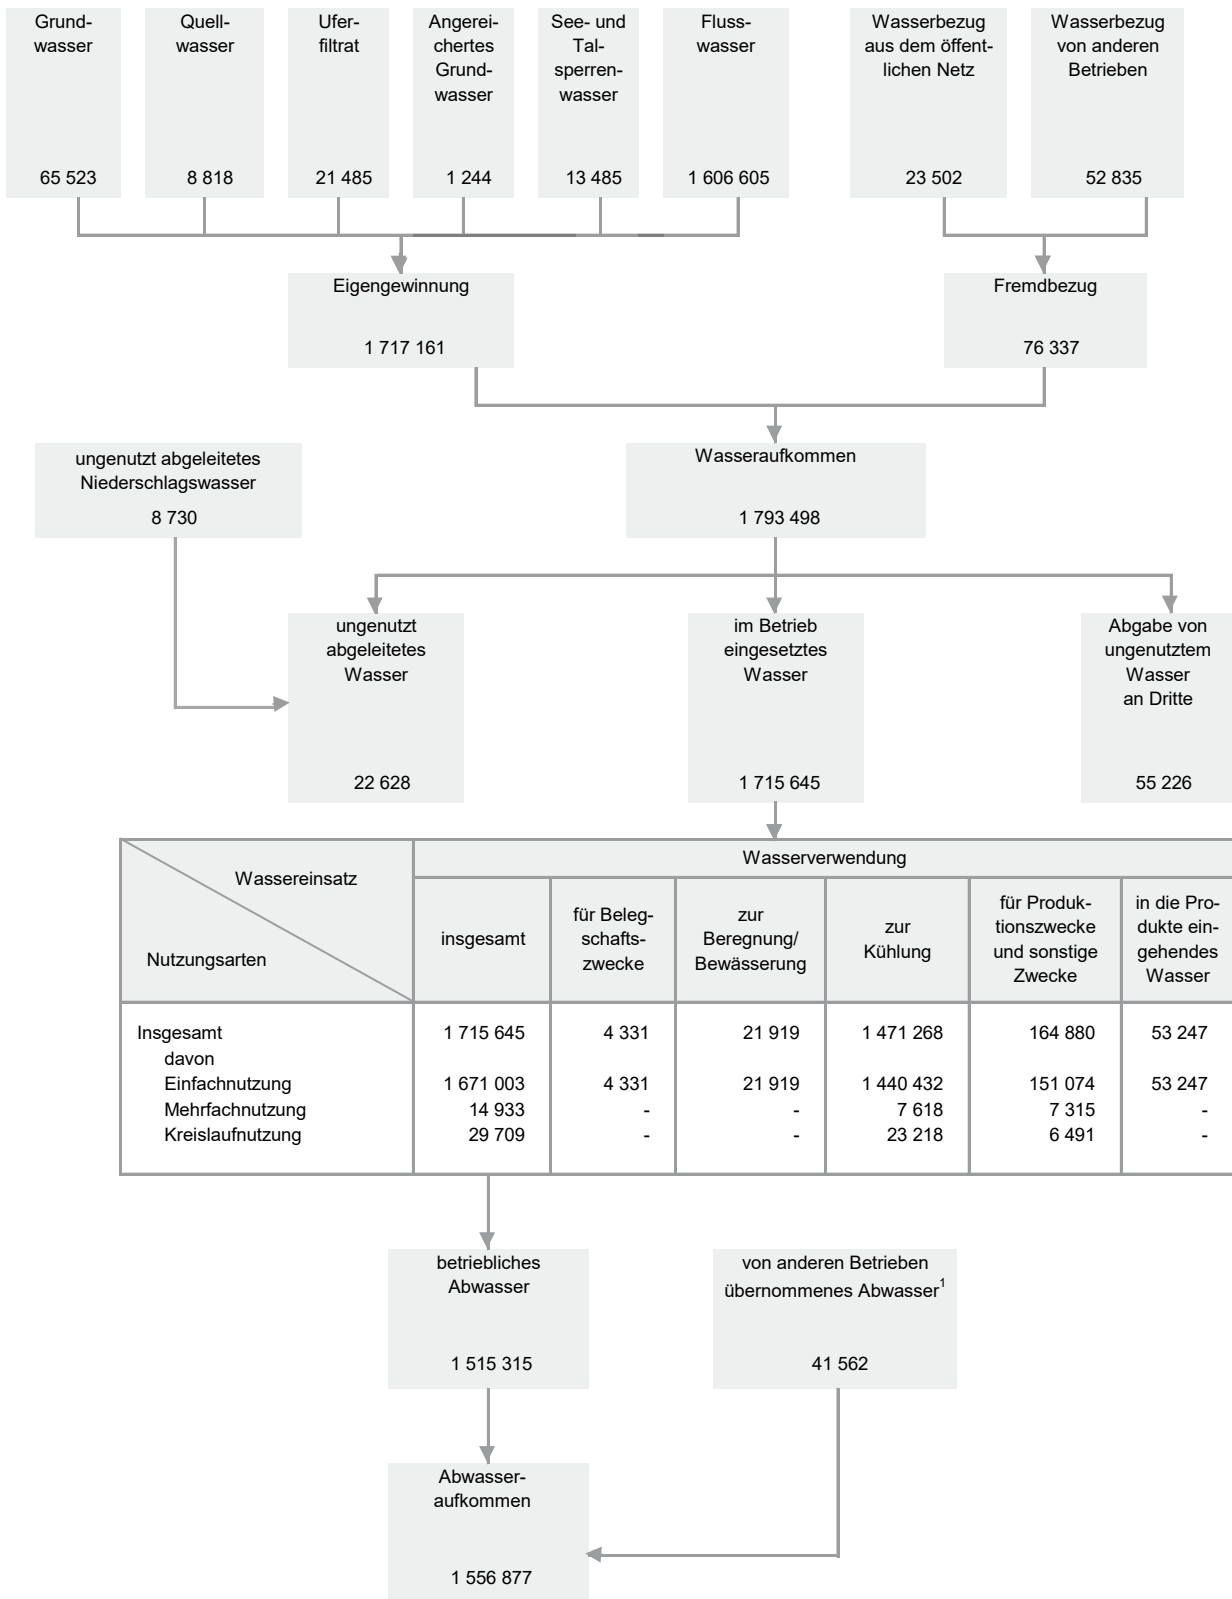 Grund-
wasser
65 523
Quell-
wasser
8 818
Ufer-
filtrat
21 485
Angerei-
chertes
Grund-
wasser
1 244
See- und
Tal-
sperren-
wasser
13 485
Fluss-
wasser
1 606 605
Wasserbezug
aus dem öffent-
lichen Netz
23 502
Wasserbezug
von anderen
Betrieben
52 835
Eigengewinnung
1 717 161
Fremdbezug
76 337
ungenutzt abgeleitetes
Niederschlagswasser
8 730
Wasseraufkommen
1 793 498
ungenutzt
abgeleitetes
Wasser
22 628
im Betrieb
eingesetztes
Wasser
1 715 645
Abgabe von
ungenutztem
Wasser
an Dritte
55 226
Wassereinsatz
Nutzungsarten
Wasserverwendung
insgesamt
für Beleg-
schafts-
zwecke
zur
Beregnung/
Bewässerung
zur
Kühlung
für Produk-
tionszwecke
und sonstige
Zwecke
in die Pro-
dukte ein-
gehendes
Wasser
Insgesamt 1 715 645 4 331 21 919 1 471 268 164 880 53 247
davon
Einfachnutzung 1 671 003 4 331 21 919 1 440 432 151 074 53 247
Mehrfachnutzung 14 933 - - 7 618 7 315 -
Kreislaufnutzung 29 709 - - 23 218 6 491 -
betriebliches
Abwasser
1 515 315
von anderen Betrieben
übernommenes Abwasser1
41 562
Abwasser-
aufkommen
1 556 877